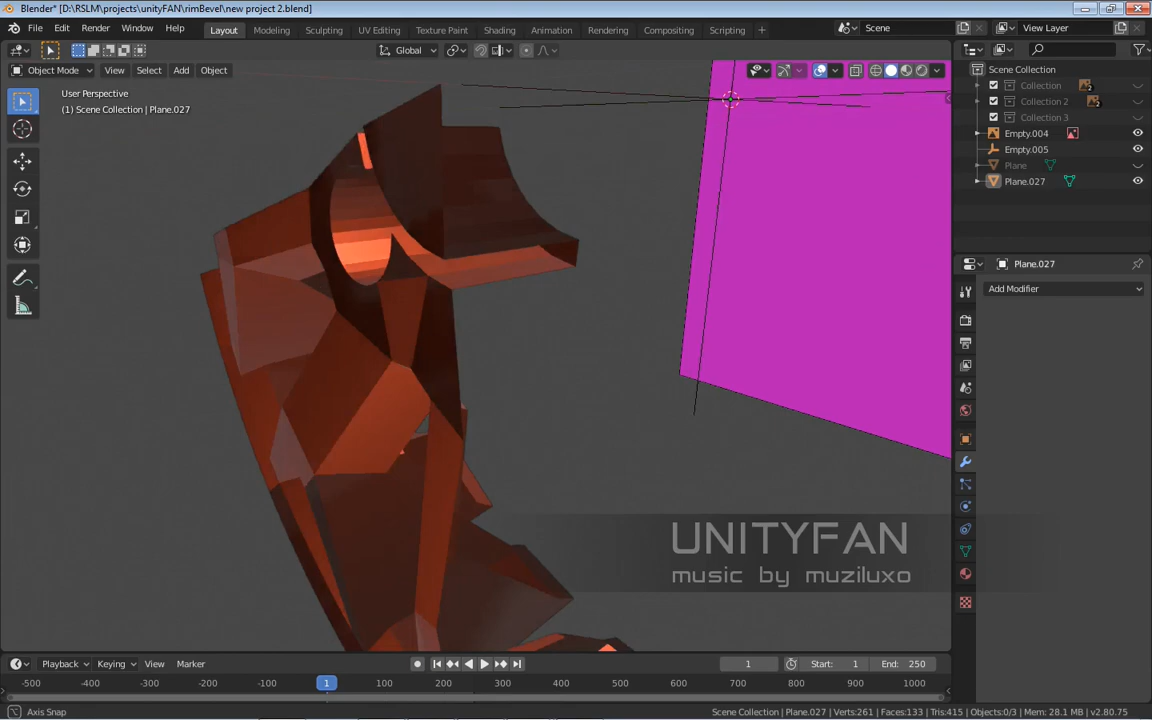 Blender* [D:\RSLM\projects\unityFAN\rimBevel\new project 2.blend]
File Edit Render Window Help Layout Modeling Sculpting UV Editing Texture Paint Shading Animation Rendering Compositing Scripting + Scene View Layer
Global
Object Mode View Select Add Object
User Perspective
(1) Scene Collection | Plane.027
Scene Collection
Collection 2
Collection 2 2
Collection 3
Empty.004
Empty.005
Plane
Plane.027
Plane.027
Add Modifier
UNITYFAN
music by muziluxo
Playback Keying View Marker 1 Start: 1 End: 250
-500 -400 -300 -200 -100 1 100 200 300 400 500 600 700 800 900 1000
Axis Snap Scene Collection | Plane.027 | Verts:261 | Faces:133 | Tris:415 | Objects:0/3 | Mem: 28.1 MB | v2.80.75